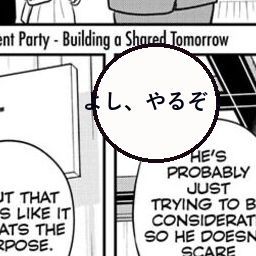 ent Party - Building a Shared Tomorrow
よし、やるぞ
HE'S
PROBABLY
JUST
TRYING TO B
CONSIDERAT
SO HE DOESN
SCARE
UT THAT
S LIKE IT
ATS THE
RPOSE.